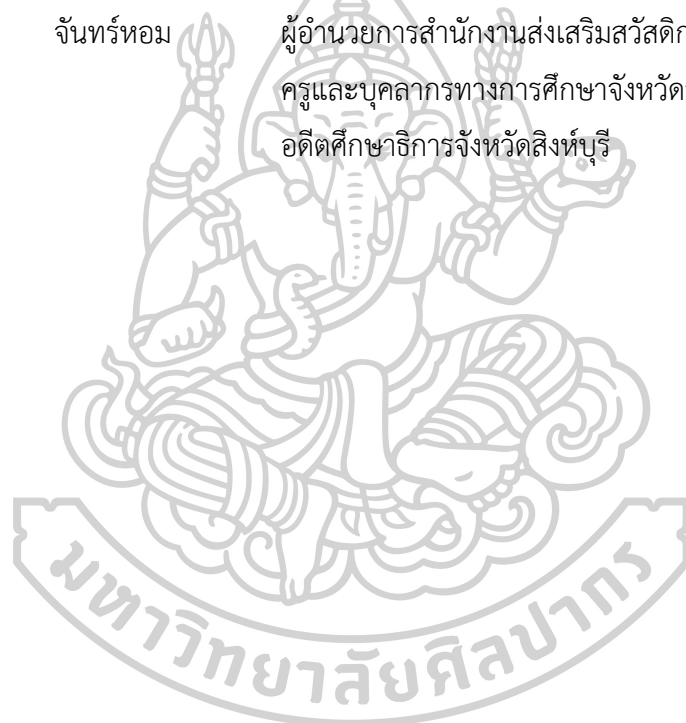 จันทร์หอม ผู้อำนวยการสำนักงานส่งเสริมสวัสดิ
ครูและบุคลากรทางการศึกษาจังหวัด
อดีตศึกษาธิการจังหวัดสิงห์บุรี
มหาวิทยาลัยศิลปากร